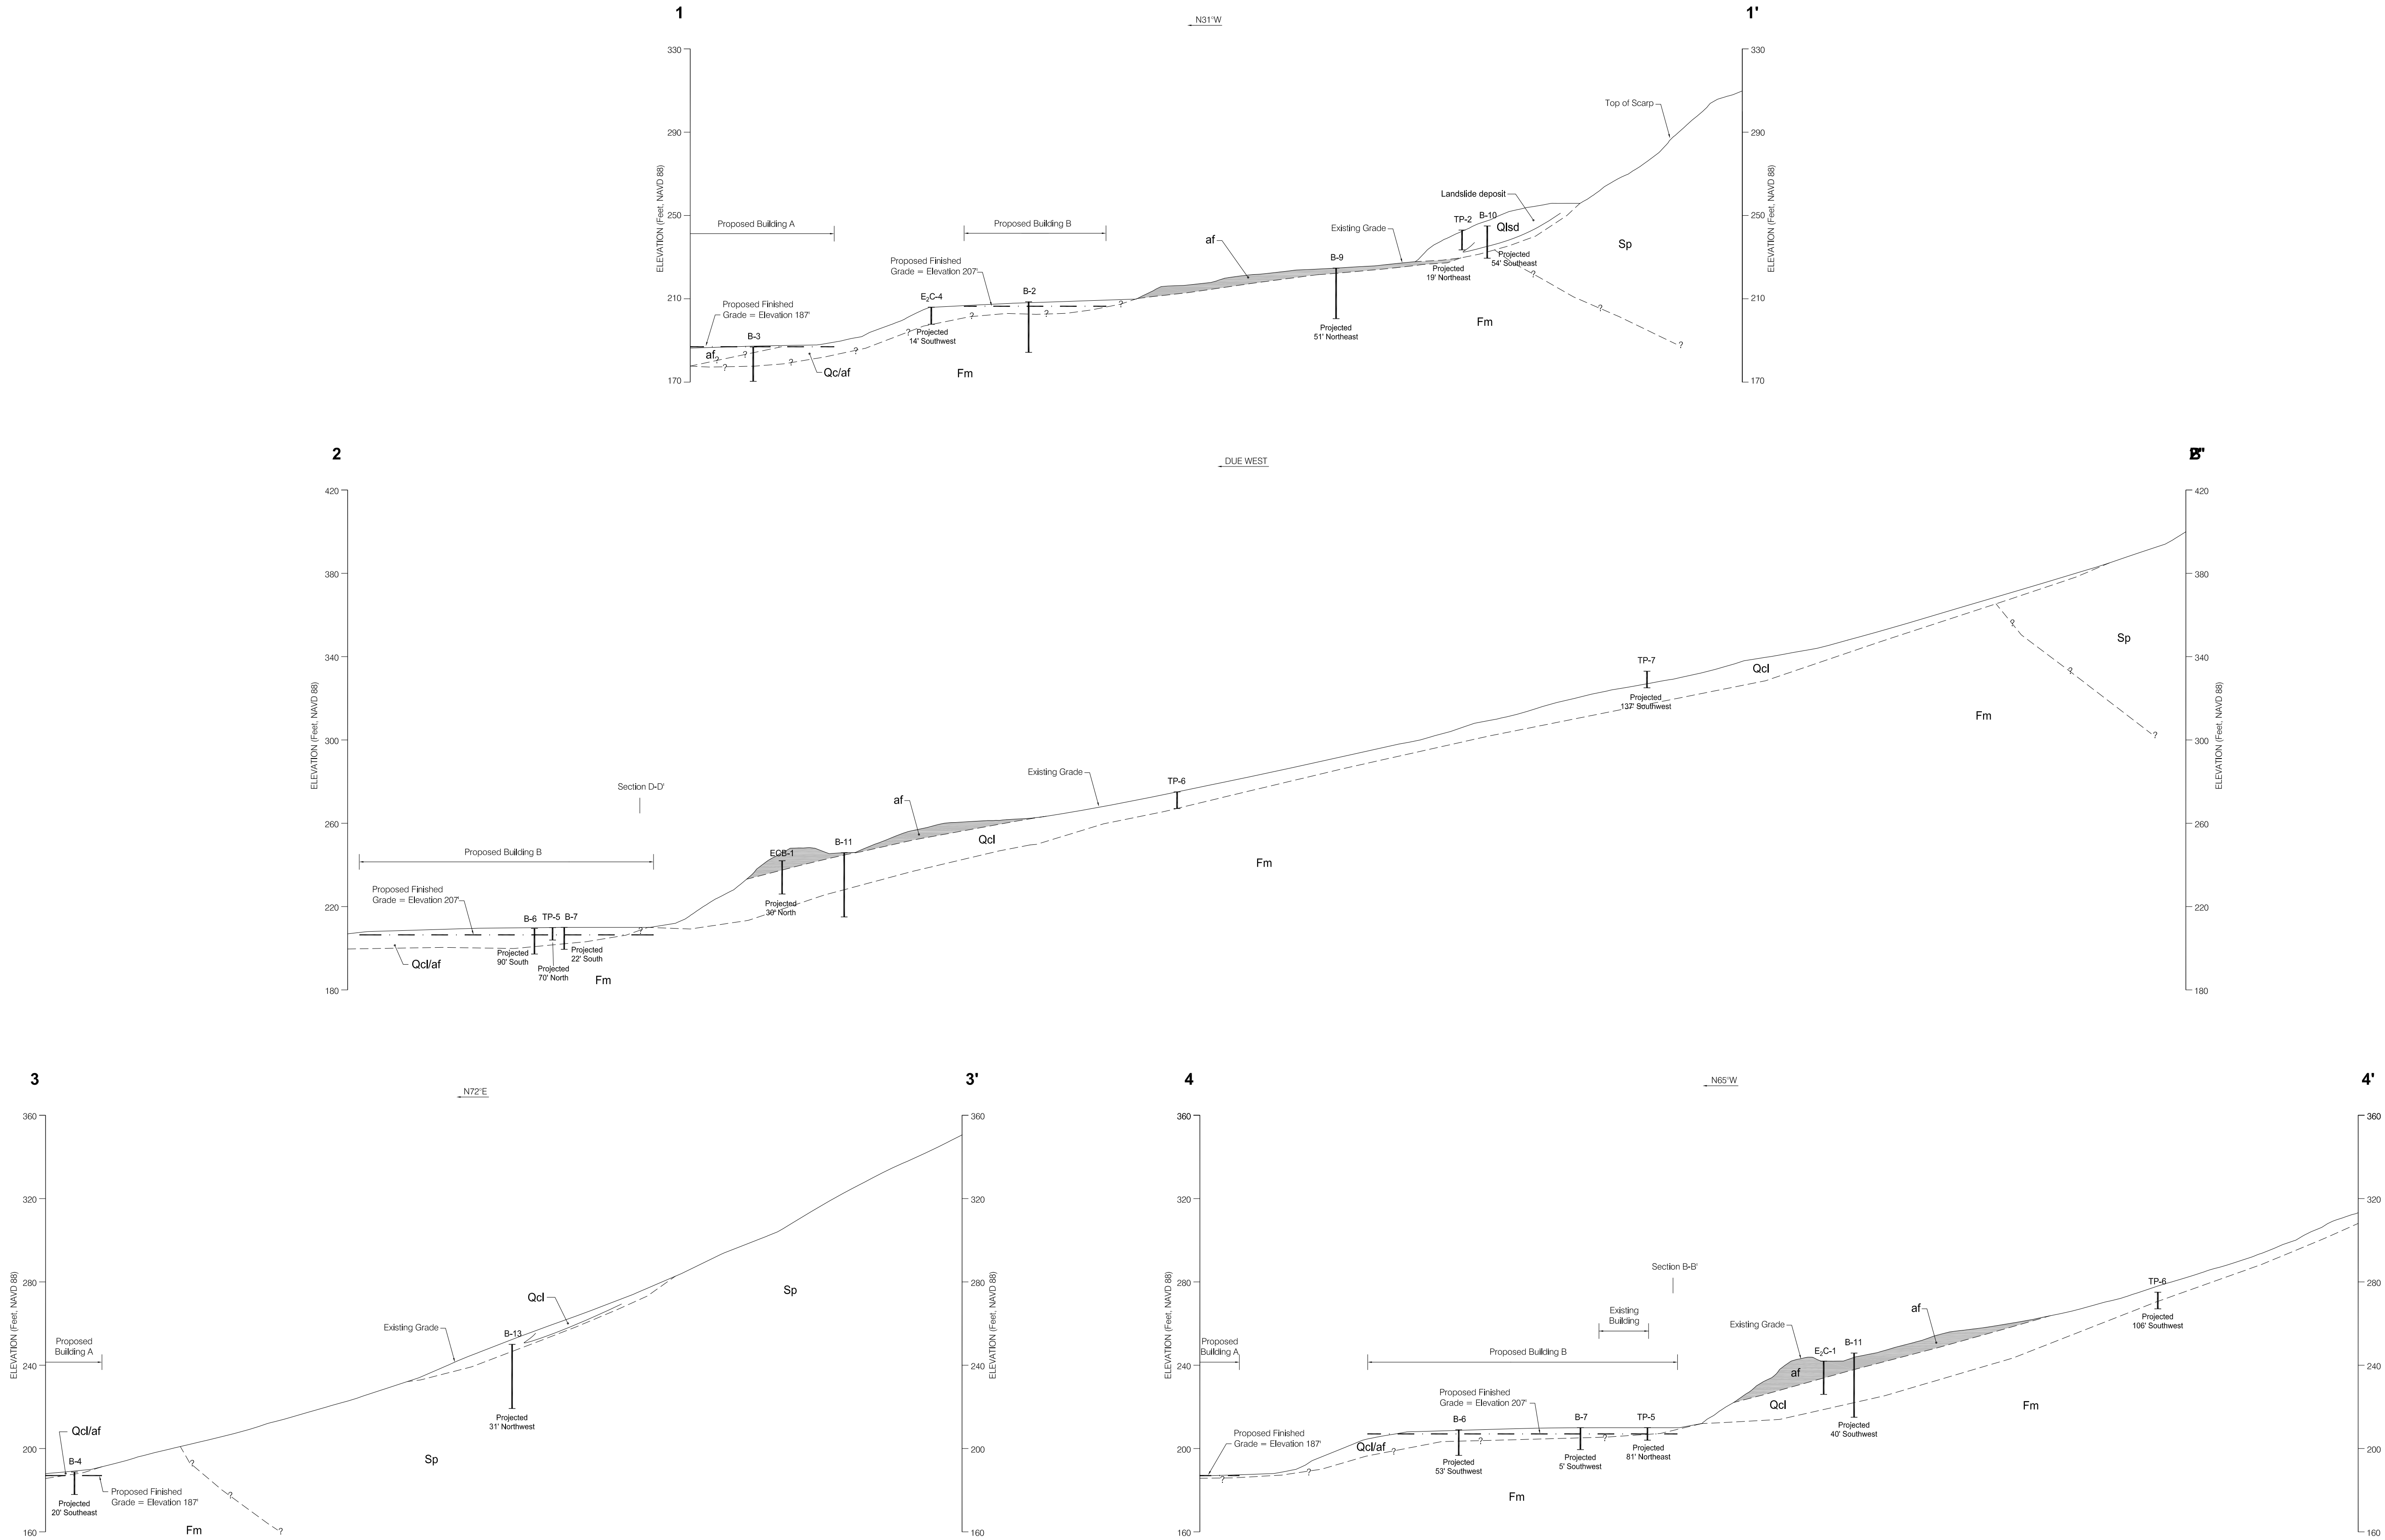 1
N31°W
1'
330
290
250
210
170
ELEVATION (Feet, NAVD 88)
330
290
250
210
170
ELEVATION (Feet, NAVD 88)
Top of Scarp
Landslide deposit
Proposed Building A
Proposed Building B
TP-2
B-10
Qlsd
Existing Grade
af
Sp
Projected
54' Southeast
Projected
19' Northeast
B-9
Projected
51' Northeast
Proposed Finished
Grade = Elevation 207'
E2C-4
B-2
Projected
14' Southwest
Proposed Finished
Grade = Elevation 187'
B-3
af
Qc/af
Fm
Fm
? ? ? ? ? ? ? ? ? ? ? ? ?
2
DUE WEST
420
380
340
300
260
220
180
ELEVATION (Feet, NAVD 88)
420
380
340
300
260
220
180
ELEVATION (Feet, NAVD 88)
Sp
TP-7
Qcl
Projected
137' Southwest
Fm
? ? ?
Section D-D'
Existing Grade
TP-6
af
Qcl
Proposed Building B
ECB-1
B-11
Fm
Proposed Finished
Grade = Elevation 207'
Projected
30' North
B-6
TP-5
B-7
?
Projected
90' South
Projected
22' South
Projected
70' North
Qcl/af
Fm
3
N72°E
3'
360
320
280
240
200
160
ELEVATION (Feet, NAVD 88)
360
320
280
240
200
160
ELEVATION (Feet, NAVD 88)
Sp
Qcl
Existing Grade
B-13
Proposed
Building A
Projected
31' Northwest
Qcl/af
B-4
Sp
Projected
20' Southeast
Proposed Finished
Grade = Elevation 187'
Fm
? ? ?
4
N65°W
4'
360
320
280
240
200
160
ELEVATION (Feet, NAVD 88)
360
320
280
240
200
160
ELEVATION (Feet, NAVD 88)
Section B-B'
TP-6
Existing
Building
af
Projected
106' Southwest
Proposed
Building A
Proposed Building B
Existing Grade
E2C-1
B-11
af
Qcl
Fm
Projected
40' Southwest
Proposed Finished
Grade = Elevation 207'
B-6
B-7
TP-5
Qcl/af
Proposed Finished
Grade = Elevation 187'
Projected
53' Southwest
Projected
5' Southwest
Projected
81' Northeast
? ? ? ? ?
Fm